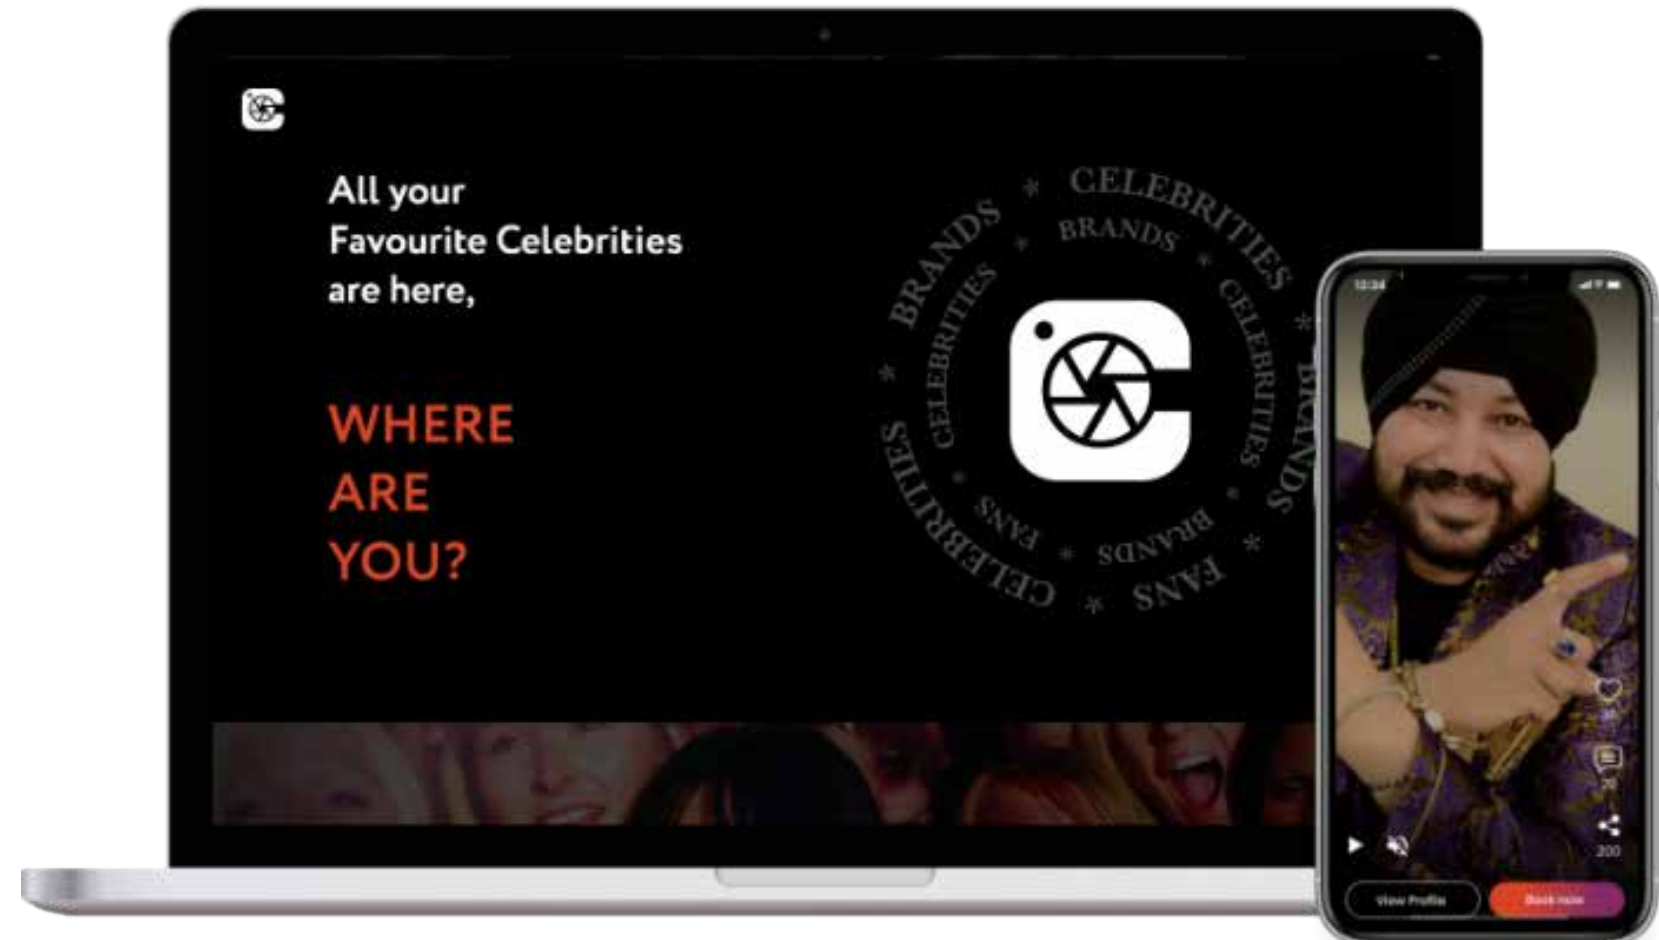 All your
Favourite Celebrities
are here,
WHERE
ARE
YOU?
* CELEBRITIES * BRANDS * FANS * CELEBRITIES * BRANDS
* BRANDS * CELEBRITIES * BRANDS * FANS * CELEBRITIES
12:34
200
View Profile
Book now